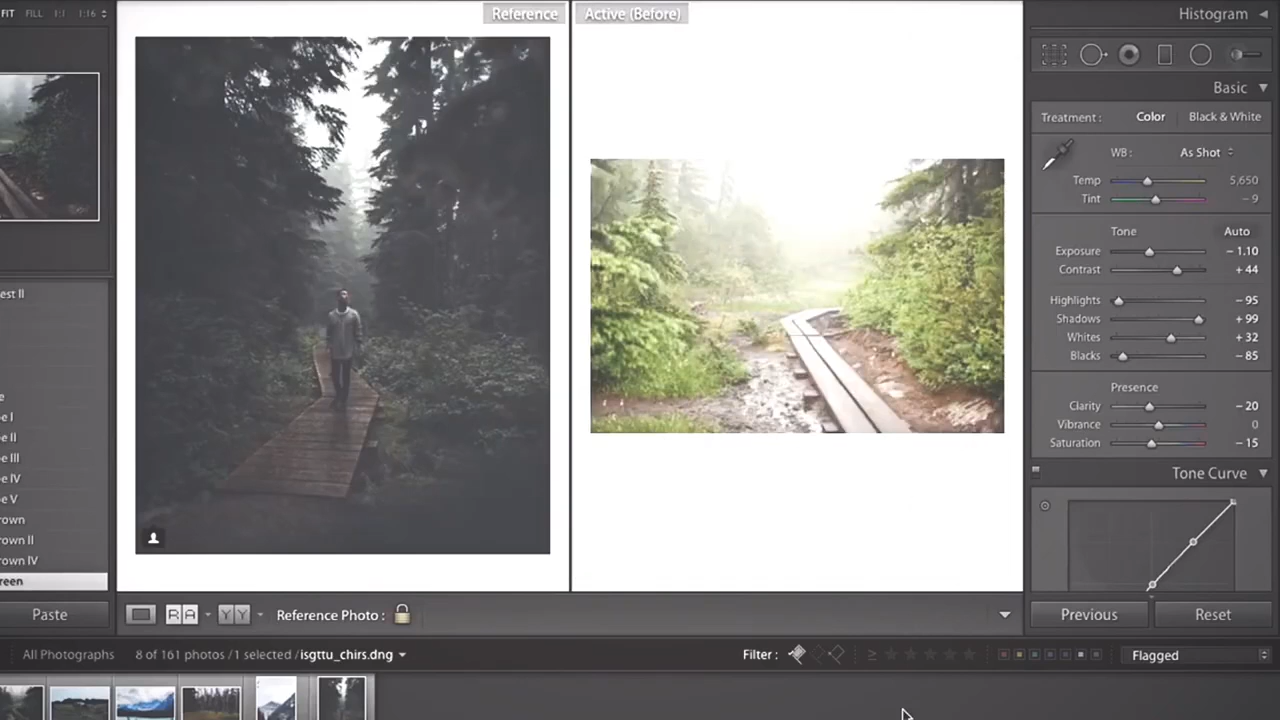 FIT FILL 1:1 1:16
Reference
Active (Before)
Histogram
Basic
Treatment : Color Black & White
WB : As Shot
Temp 5,650
Tint − 9
Tone Auto
Exposure − 1.10
Contrast + 44
Highlights − 95
Shadows + 99
Whites + 32
Blacks − 85
Presence
Clarity − 20
Vibrance 0
Saturation − 15
Tone Curve
est II
e
e I
e II
e III
e IV
e V
rown
rown II
rown IV
reen
Paste
R A Y Y Reference Photo :
Previous Reset
All Photographs 8 of 161 photos / 1 selected / isgttu_chirs.dng
Filter : ≥ Flagged